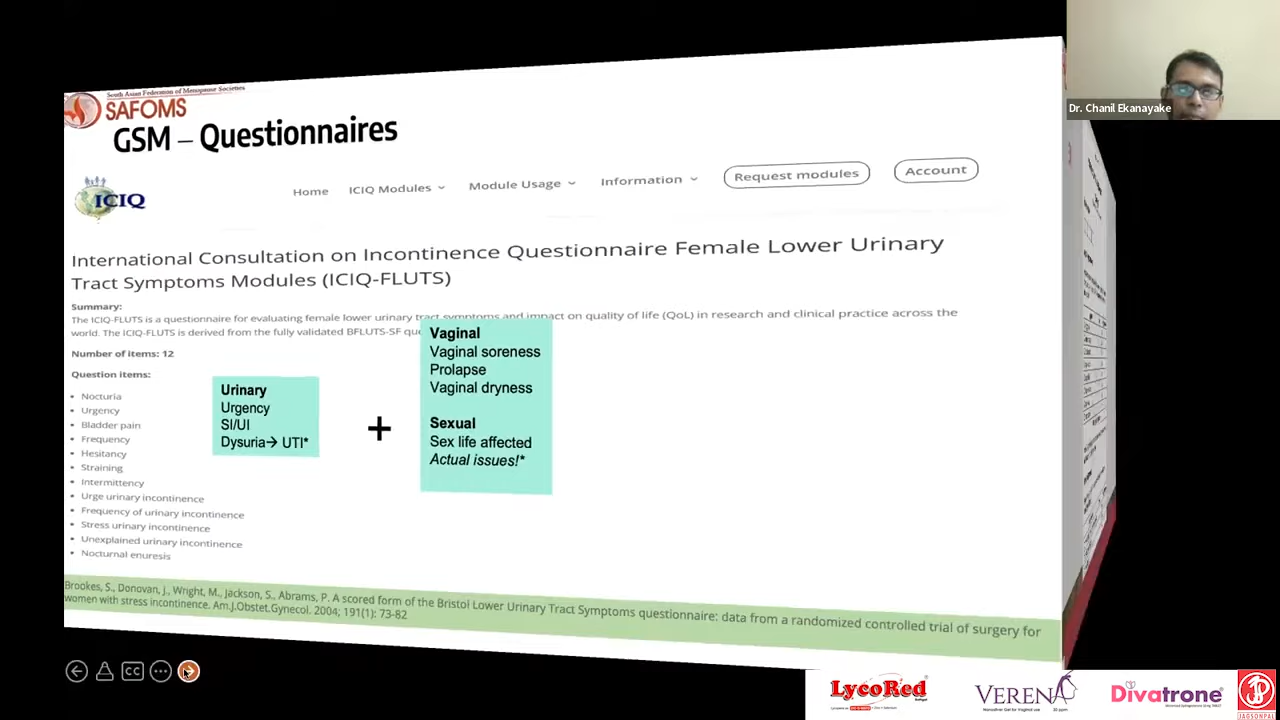 South Asian Federation of Menopause Societies
SAFOMS
GSM – Questionnaires
ICIQ
Home
ICIQ Modules
Module Usage
Information
Request modules
Account
International Consultation on Incontinence Questionnaire Female Lower Urinary
Tract Symptoms Modules (ICIQ-FLUTS)
Summary:
The ICIQ-FLUTS is a questionnaire for evaluating female lower urinary tract symptoms and impact on quality of life (QoL) in research and clinical practice across the
world. The ICIQ-FLUTS is derived from the fully validated BFLUTS-SF
Number of items: 12
Question items:
• Nocturia
• Urgency
• Bladder pain
• Frequency
• Hesitancy
• Straining
• Intermittency
• Urge urinary incontinence
• Frequency of urinary incontinence
• Stress urinary incontinence
• Unexplained urinary incontinence
• Nocturnal enuresis
Urinary
Urgency
SI/UI
Dysuria→ UTI*
+
Vaginal
Vaginal soreness
Prolapse
Vaginal dryness
Sexual
Sex life affected
Actual issues!*
Brookes, S., Donovan, J., Wright, M., Jackson, S., Abrams, P. A scored form of the Bristol Lower Urinary Tract Symptoms questionnaire: data from a randomized controlled trial of surgery for
women with stress incontinence. Am.J.Obstet.Gynecol. 2004; 191(1): 73-82
Dr. Chanil Ekanayake
CC
LycoRed
VERENA
Divatrone
JAGSONPAL